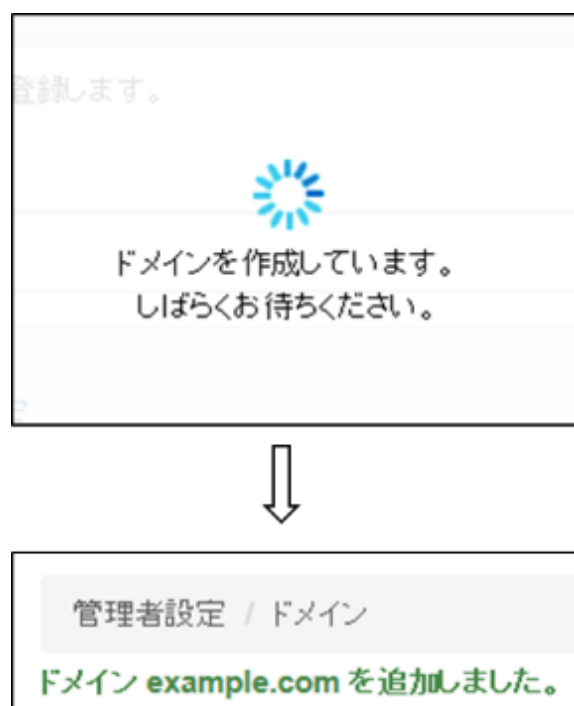 登録します。
ドメインを作成しています。
しばらくお待ちください。
管理者設定 / ドメイン
ドメイン example.com を追加しました。